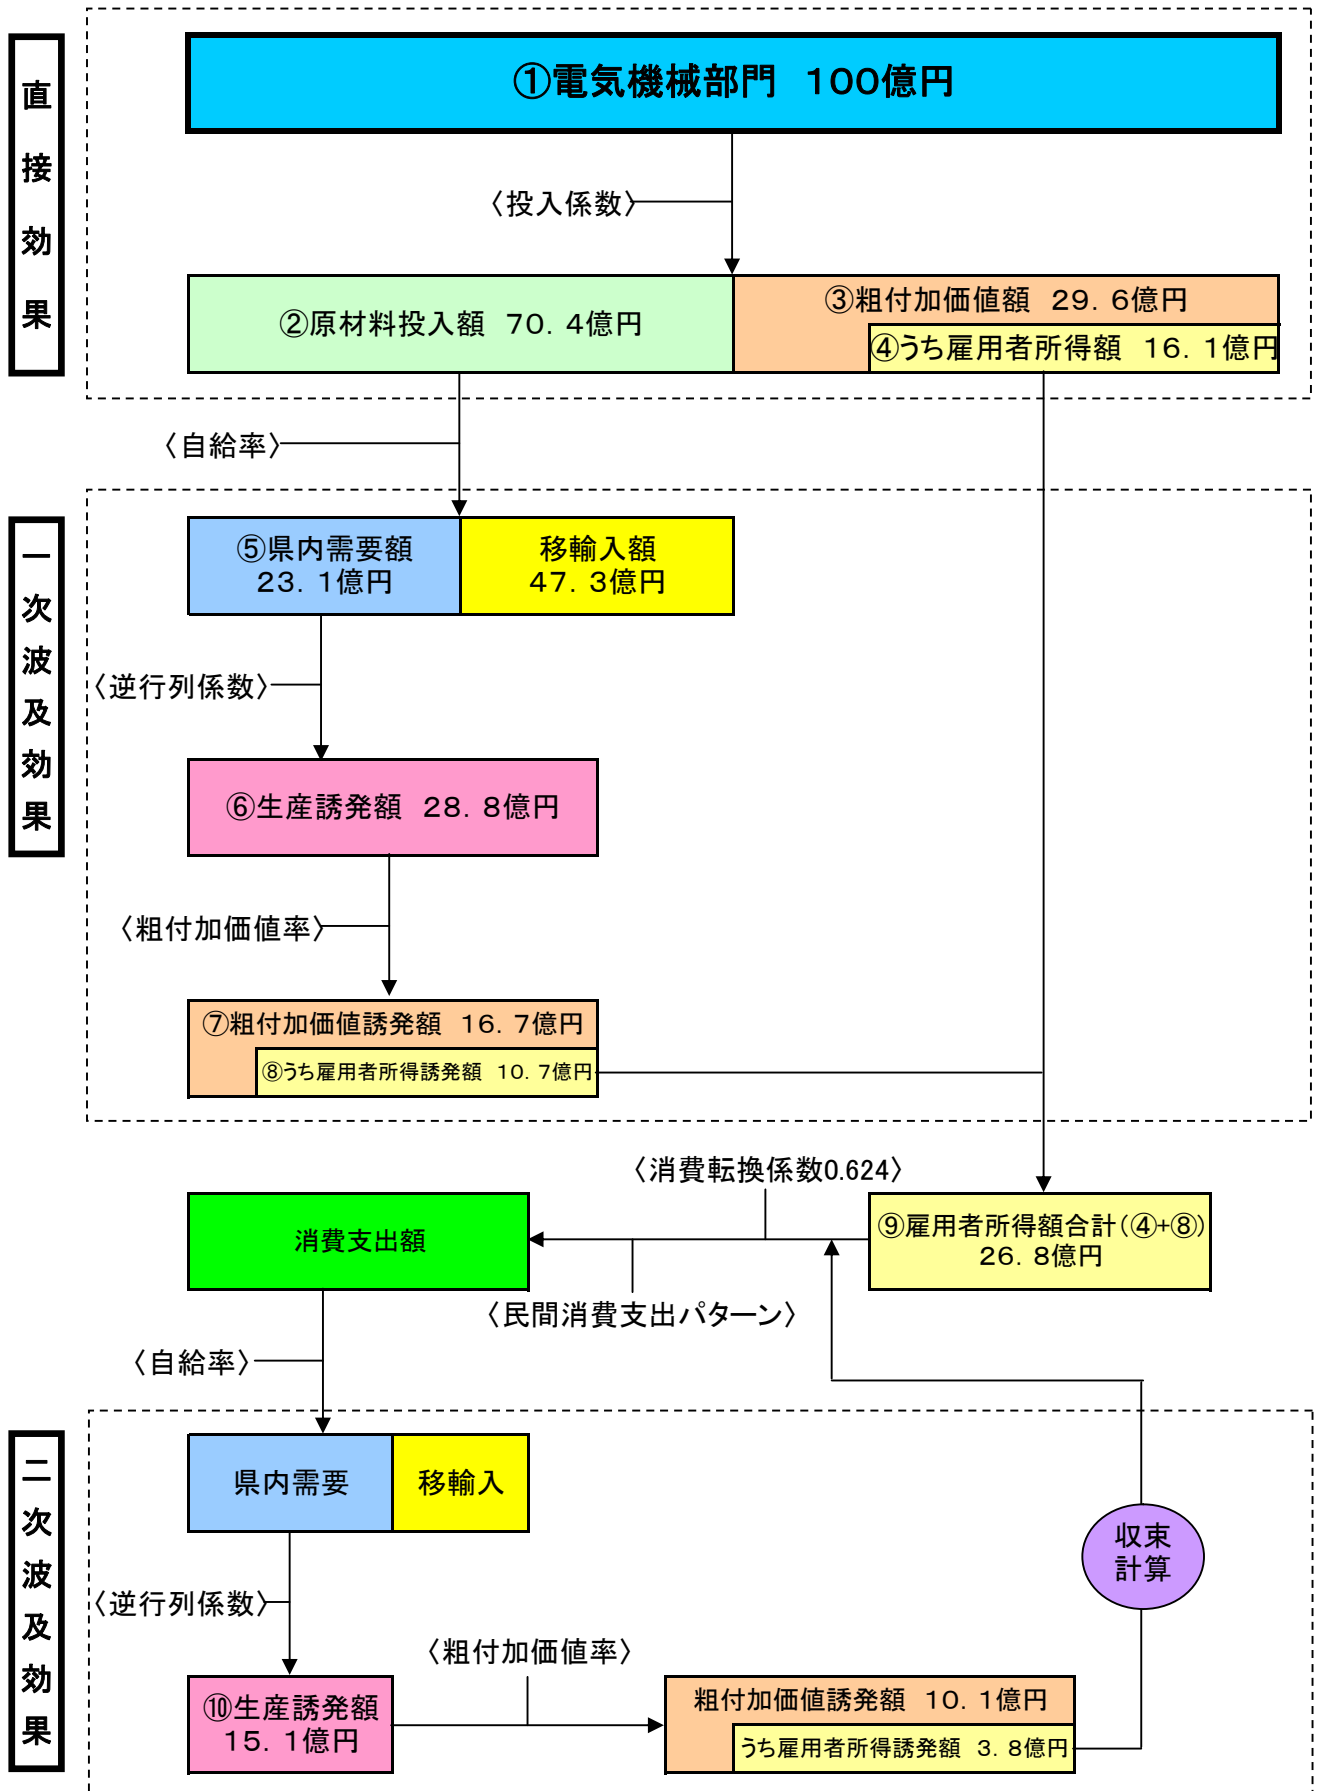 直接効果
①電気機械部門　１００億円
〈投入係数〉
②原材料投入額　７０．４億円
③粗付加価値額　２９．６億円
④うち雇用者所得額　１６．１億円
〈自給率〉
一次波及効果
⑤県内需要額
２３．１億円
移輸入額
４７．３億円
〈逆行列係数〉
⑥生産誘発額　２８．８億円
〈粗付加価値率〉
⑦粗付加価値誘発額　１６．７億円
⑧うち雇用者所得誘発額　１０．７億円
〈消費転換係数0.624〉
消費支出額
⑨雇用者所得額合計（④+⑧）
２６．８億円
〈民間消費支出パターン〉
〈自給率〉
二次波及効果
県内需要
移輸入
収束
計算
〈逆行列係数〉
〈粗付加価値率〉
⑩生産誘発額
１５．１億円
粗付加価値誘発額　１０．１億円
うち雇用者所得誘発額　３．８億円